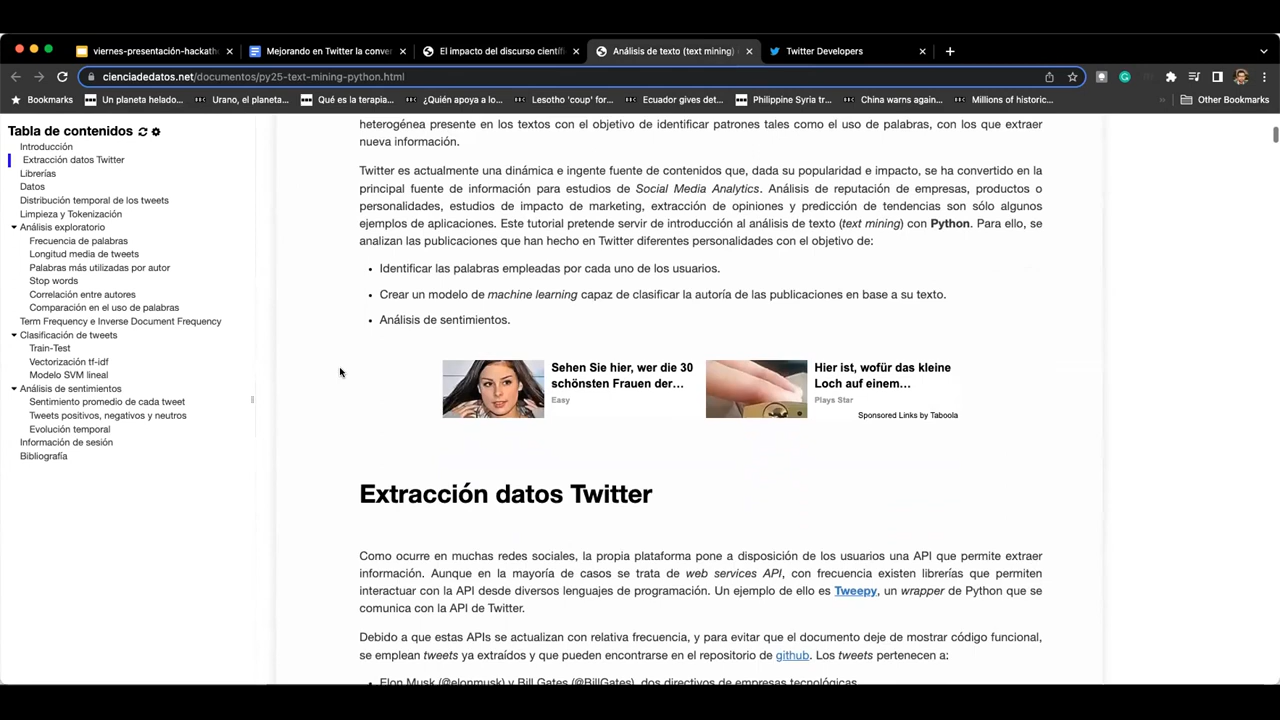 viernes-presentación-hackath
Mejorando en Twitter la conver
El impacto del discurso científic
Análisis de texto (text mining)
Twitter Developers
cienciadedatos.net/documentos/py25-text-mining-python.html
Bookmarks
Un planeta helado...
Urano, el planeta...
Qué es la terapia...
¿Quién apoya a lo...
Lesotho 'coup' for...
Ecuador gives det...
Philippine Syria tr...
China warns again...
Millions of historic...
Other Bookmarks
Tabla de contenidos
Introducción
Extracción datos Twitter
Librerías
Datos
Distribución temporal de los tweets
Limpieza y Tokenización
Análisis exploratorio
Frecuencia de palabras
Longitud media de tweets
Palabras más utilizadas por autor
Stop words
Correlación entre autores
Comparación en el uso de palabras
Term Frequency e Inverse Document Frequency
Clasificación de tweets
Train-Test
Vectorización tf-idf
Modelo SVM lineal
Análisis de sentimientos
Sentimiento promedio de cada tweet
Tweets positivos, negativos y neutros
Evolución temporal
Información de sesión
Bibliografía
heterogénea presente en los textos con el objetivo de identificar patrones tales como el uso de palabras, con los que extraer
nueva información.
Twitter es actualmente una dinámica e ingente fuente de contenidos que, dada su popularidad e impacto, se ha convertido en la
principal fuente de información para estudios de Social Media Analytics. Análisis de reputación de empresas, productos o
personalidades, estudios de impacto de marketing, extracción de opiniones y predicción de tendencias son sólo algunos
ejemplos de aplicaciones. Este tutorial pretende servir de introducción al análisis de texto (text mining) con Python. Para ello, se
analizan las publicaciones que han hecho en Twitter diferentes personalidades con el objetivo de:
• Identificar las palabras empleadas por cada uno de los usuarios.
• Crear un modelo de machine learning capaz de clasificar la autoría de las publicaciones en base a su texto.
• Análisis de sentimientos.
Sehen Sie hier, wer die 30
schönsten Frauen der...
Easy
Hier ist, wofür das kleine
Loch auf einem...
Plays Star
Sponsored Links by Taboola
Extracción datos Twitter
Como ocurre en muchas redes sociales, la propia plataforma pone a disposición de los usuarios una API que permite extraer
información. Aunque en la mayoría de casos se trata de web services API, con frecuencia existen librerías que permiten
interactuar con la API desde diversos lenguajes de programación. Un ejemplo de ello es Tweepy, un wrapper de Python que se
comunica con la API de Twitter.
Debido a que estas APIs se actualizan con relativa frecuencia, y para evitar que el documento deje de mostrar código funcional,
se emplean tweets ya extraídos y que pueden encontrarse en el repositorio de github. Los tweets pertenecen a:
• Elon Musk (@elonmusk) y Bill Gates (@BillGates), dos directivos de empresas tecnológicas.